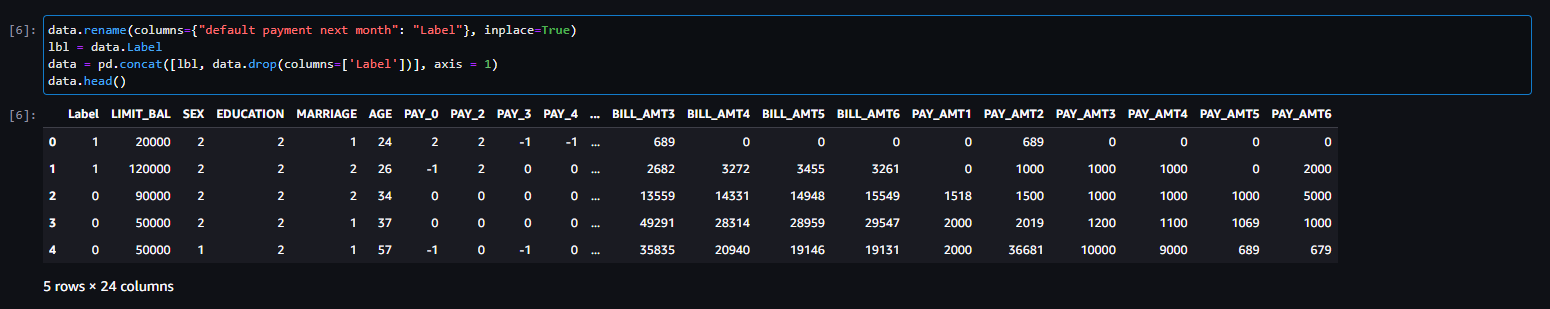 [6]: data.rename(columns={"default payment next month": "Label"}, inplace=True)
lbl = data.Label
data = pd.concat([lbl, data.drop(columns=['Label'])], axis = 1)
data.head()
[6]: Label LIMIT_BAL SEX EDUCATION MARRIAGE AGE PAY_0 PAY_2 PAY_3 PAY_4 ... BILL_AMT3 BILL_AMT4 BILL_AMT5 BILL_AMT6 PAY_AMT1 PAY_AMT2 PAY_AMT3 PAY_AMT4 PAY_AMT5 PAY_AMT6
0 1 20000 2 2 1 24 2 2 -1 -1 ... 689 0 0 0 0 689 0 0 0 0
1 1 120000 2 2 2 26 -1 2 0 0 ... 2682 3272 3455 3261 0 1000 1000 1000 0 2000
2 0 90000 2 2 2 34 0 0 0 0 ... 13559 14331 14948 15549 1518 1500 1000 1000 1000 5000
3 0 50000 2 2 1 37 0 0 0 0 ... 49291 28314 28959 29547 2000 2019 1200 1100 1069 1000
4 0 50000 1 2 1 57 -1 0 -1 0 ... 35835 20940 19146 19131 2000 36681 10000 9000 689 679
5 rows × 24 columns